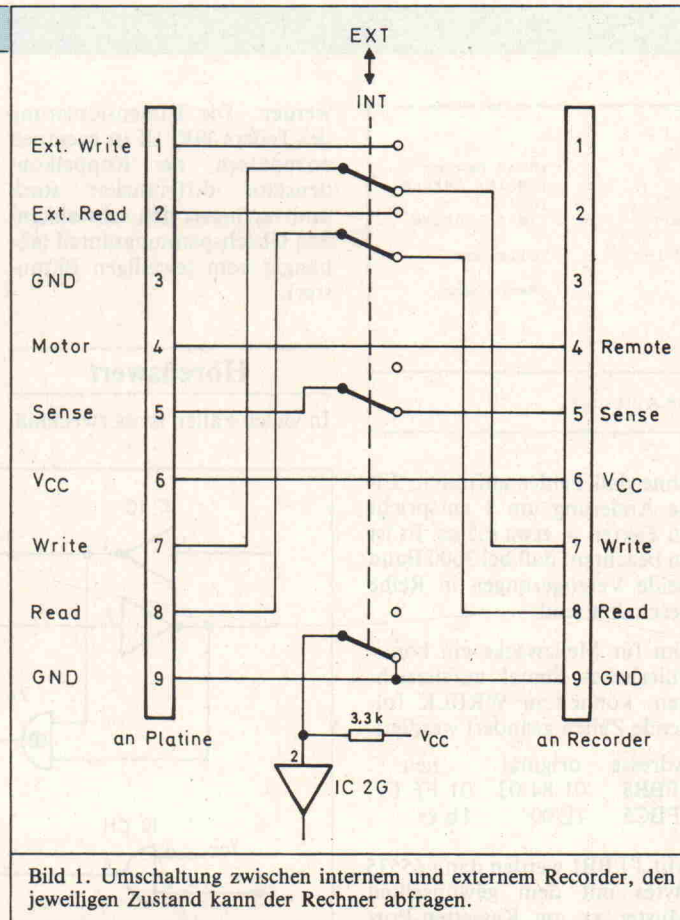 EXT
INT
Ext. Write 1 1
Ext. Read 2 2
GND 3 3
Motor 4 4 Remote
Sense 5 5 Sense
VCC 6 6 VCC
Write 7 7 Write
Read 8 8 Read
GND 9 9 GND
an Platine 3,3k VCC an Recorder
2
IC 2G
Bild 1. Umschaltung zwischen internem und externem Recorder, den
jeweiligen Zustand kann der Rechner abfragen.